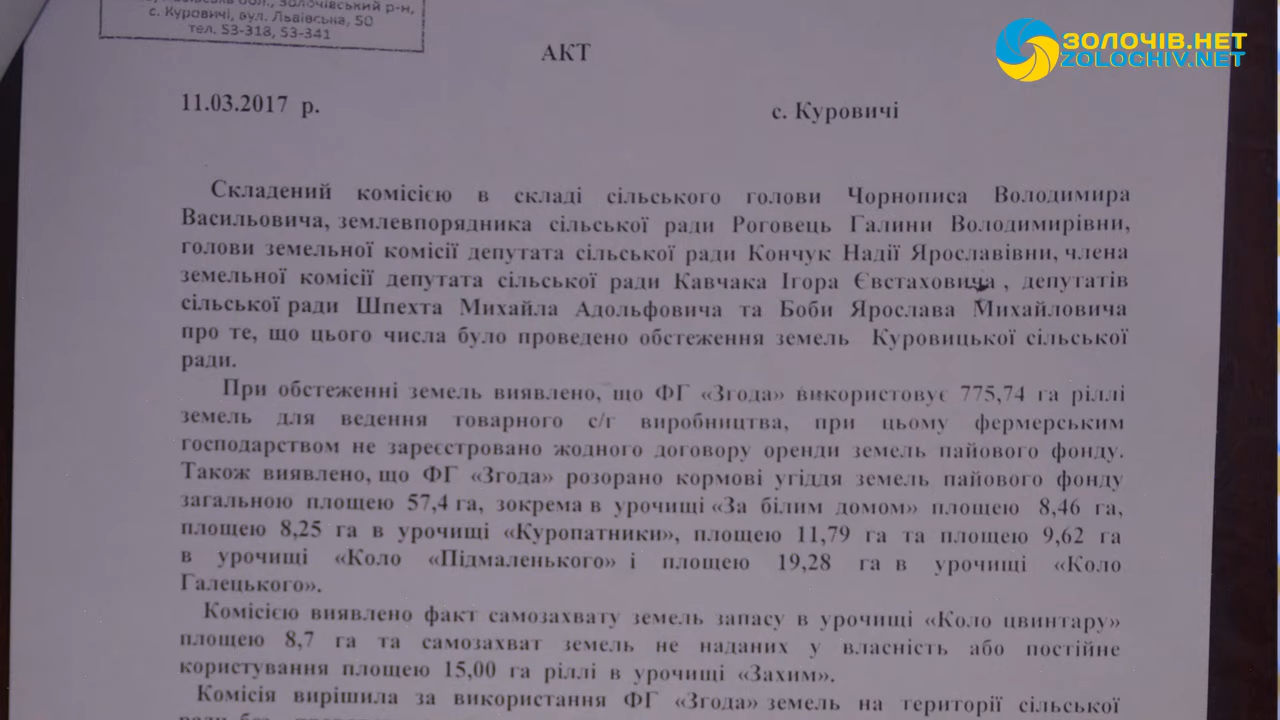 обл., Золочівський р-н,
с. Куровичі, вул. Львівська, 50
тел. 53-318, 53-341
ЗОЛОЧІВ.НЕТ
ZOLOCHIV.NET
АКТ
11.03.2017 р.
с. Куровичі
Складений комісією в складі сільського голови Чорнописа Володимира
Васильовича, землевпорядника сільської ради Роговець Галини Володимирівни,
голови земельної комісії депутата сільської ради Кончук Надії Ярославівни, члена
земельної комісії депутата сільської ради Кавчака Ігора Євстаховича , депутатів
сільської ради Шпехта Михайла Адольфовича та Боби Ярослава Михайловича
про те, що цього числа було проведено обстеження земель Куровицької сільської
ради.
При обстеженні земель виявлено, що ФГ «Згода» використовує 775,74 га ріллі
земель для ведення товарного с/г виробництва, при цьому фермерським
господарством не зареєстровано жодного договору оренди земель пайового фонду.
Також виявлено, що ФГ «Згода» розорано кормові угіддя земель пайового фонду
загальною площею 57,4 га, зокрема в урочищі «За білим домом» площею 8,46 га,
площею 8,25 га в урочищі «Куропатники», площею 11,79 га та площею 9,62 га
в урочищі «Коло «Підмаленького» і площею 19,28 га в урочищі «Коло
Галецького».
Комісією виявлено факт самозахвату земель запасу в урочищі «Коло цвинтару»
площею 8,7 га та самозахват земель не наданих у власність або постійне
користування площею 15,00 га ріллі в урочищі «Захим».
Комісія вирішила за використання ФГ «Згода» земель на території сільської